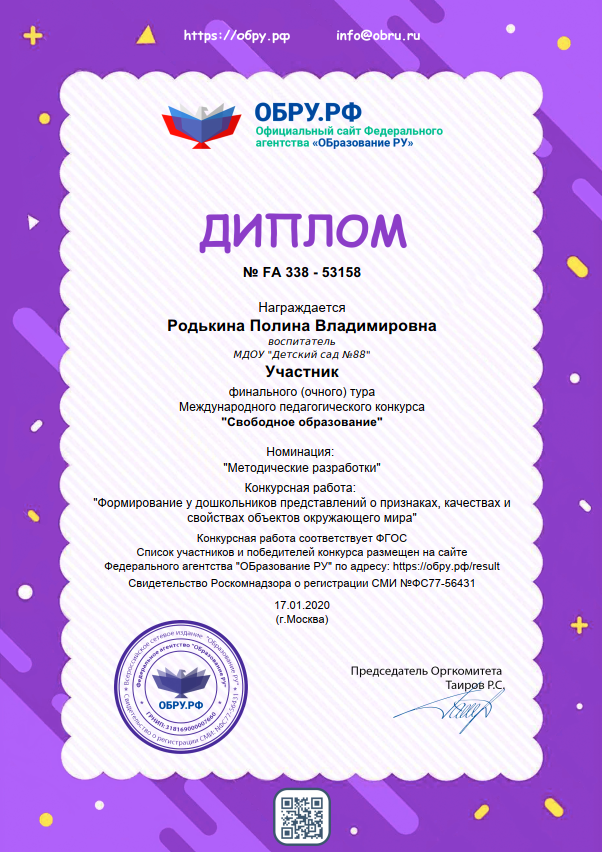 https://обру.рф info@obru.ru
ОБРУ.РФ
Официальный сайт Федерального
агентства «ОБразование РУ»
ДИПЛОМ
№ FA 338 - 53158
Награждается
Родькина Полина Владимировна
воспитатель
МДОУ "Детский сад №88"
Участник
финального (очного) тура
Международного педагогического конкурса
"Свободное образование"
Номинация:
"Методические разработки"
Конкурсная работа:
"Формирование у дошкольников представлений о признаках, качествах и
свойствах объектов окружающего мира"
Конкурсная работа соответствует ФГОС
Список участников и победителей конкурса размещен на сайте
Федерального агентства "ОБразование РУ" по адресу: https://обру.рф/result
Свидетельство Роскомнадзора о регистрации СМИ №ФС77-56431
17.01.2020
(г.Москва)
Председатель Оргкомитета
Таиров Р.С.
Всероссийское сетевое издание "Образование РУ"
свидетельство о регистрации СМИ: №ФС77-56431
Федеральное агентство "Образование РУ"
ОБРУ.РФ